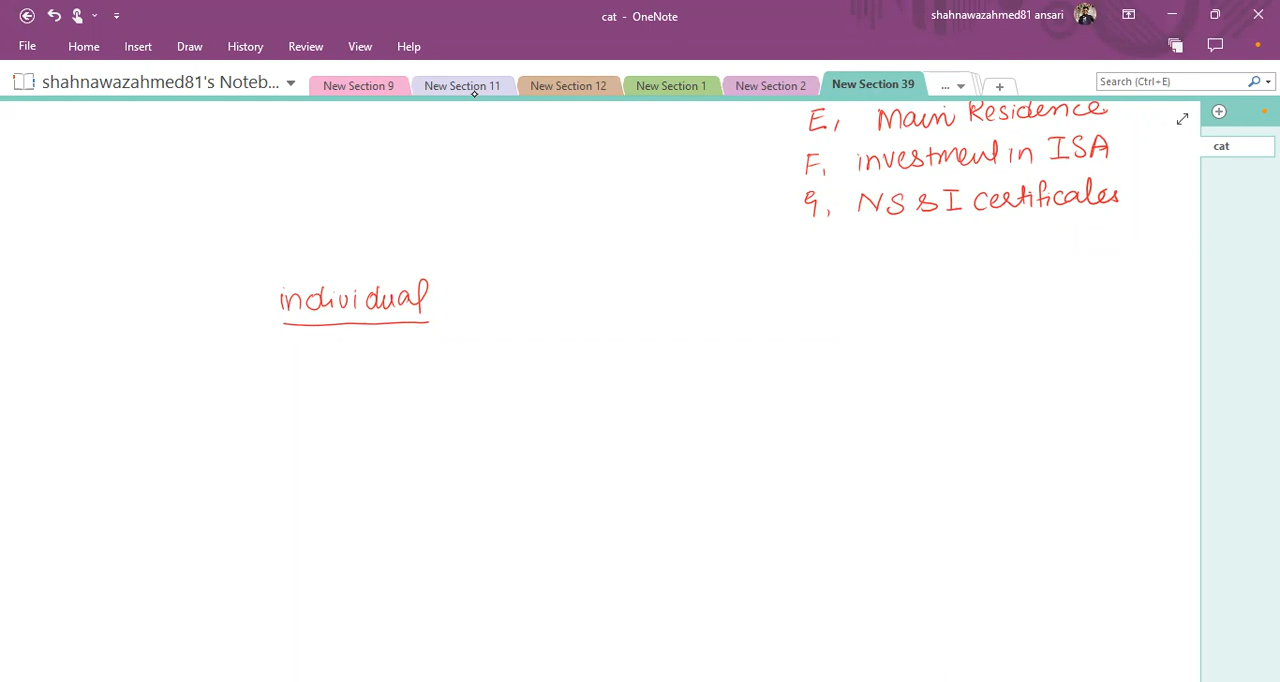 cat - OneNote
shahnawazahmed81 ansari
File Home Insert Draw History Review View Help
shahnawazahmed81's Noteb... New Section 9 New Section 11 New Section 12 New Section 1 New Section 2 New Section 39 ... Search (Ctrl+E)
cat
E, Main Residence
F, investment in ISA
G, NS & I certificates
individual